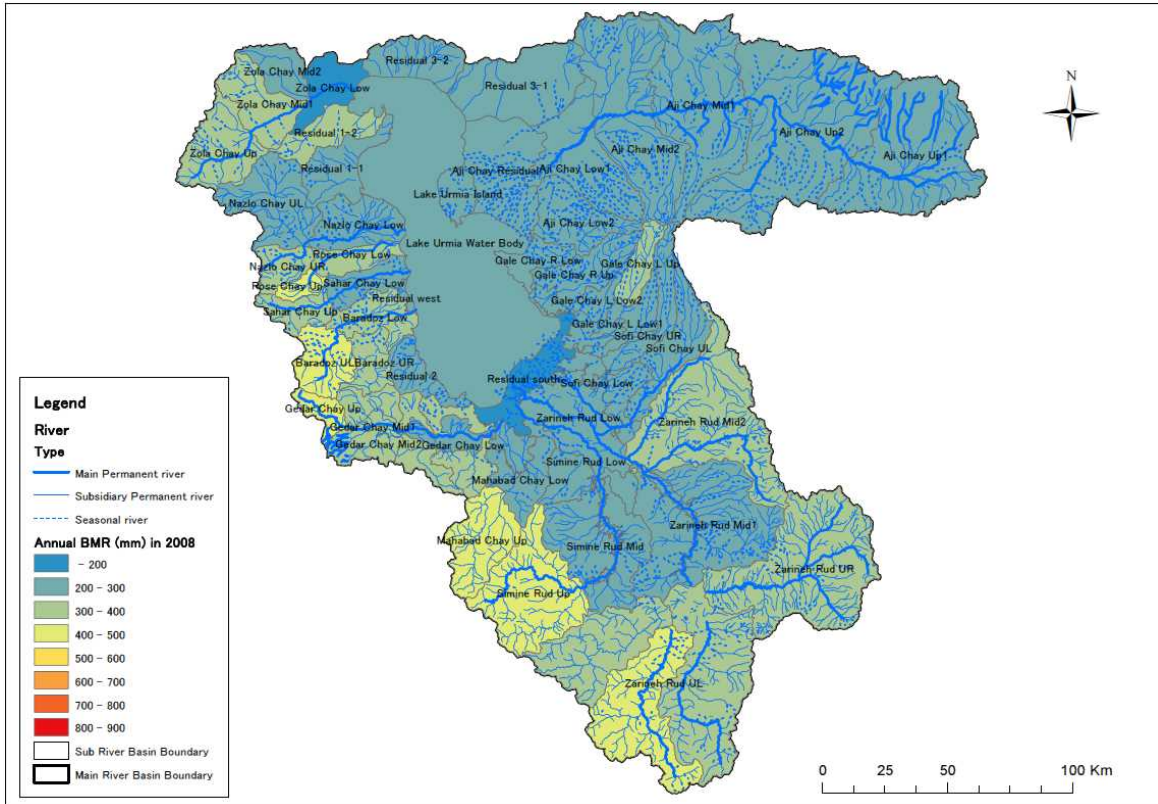 Residual 3-2
Zola Chay Mid2
Zola Chay Low
Residual 3-1
N
Zola Chay Mid1
Aji Chay Mid1
Residual 1-2
Aji Chay Up2
Zola Chay Up
Aji Chay Mid2
Aji Chay Up1
Residual 1-1
Aji Chay Residual
Aji Chay Low1
Lake Urmia Island
Nazlo Chay UL
Nazlo Chay Low
Aji Chay Low2
Lake Urmia Water Body
Rose Chay Low
Gale Chay R Low
Gale Chay L Up
Nazlo Chay UR
Gale Chay R Up
Rose Chay Up
Sahar Chay Low
Residual west
Gale Chay L Low2
Sahar Chay Up
Baradoz Low
Gale Chay L Low1
Sofi Chay UR
Sofi Chay UL
Baradoz UL
Baradoz UR
Residual 2
Residual south
Sofi Chay Low
Gedar Chay Up
Zarineh Rud Low
Zarineh Rud Mid2
Gedar Chay Mid1
Gedar Chay Mid2
Gedar Chay Low
Simine Rud Low
Mahabad Chay Low
Zarineh Rud Mid1
Mahabad Chay Up
Simine Rud Mid
Zarineh Rud UR
Simine Rud Up
Zarineh Rud UL
Legend
River
Type
Main Permanent river
Subsidiary Permanent river
Seasonal river
Annual BMR (mm) in 2008
- 200
200 - 300
300 - 400
400 - 500
500 - 600
600 - 700
700 - 800
800 - 900
Sub River Basin Boundary
Main River Basin Boundary
0 25 50 100 Km